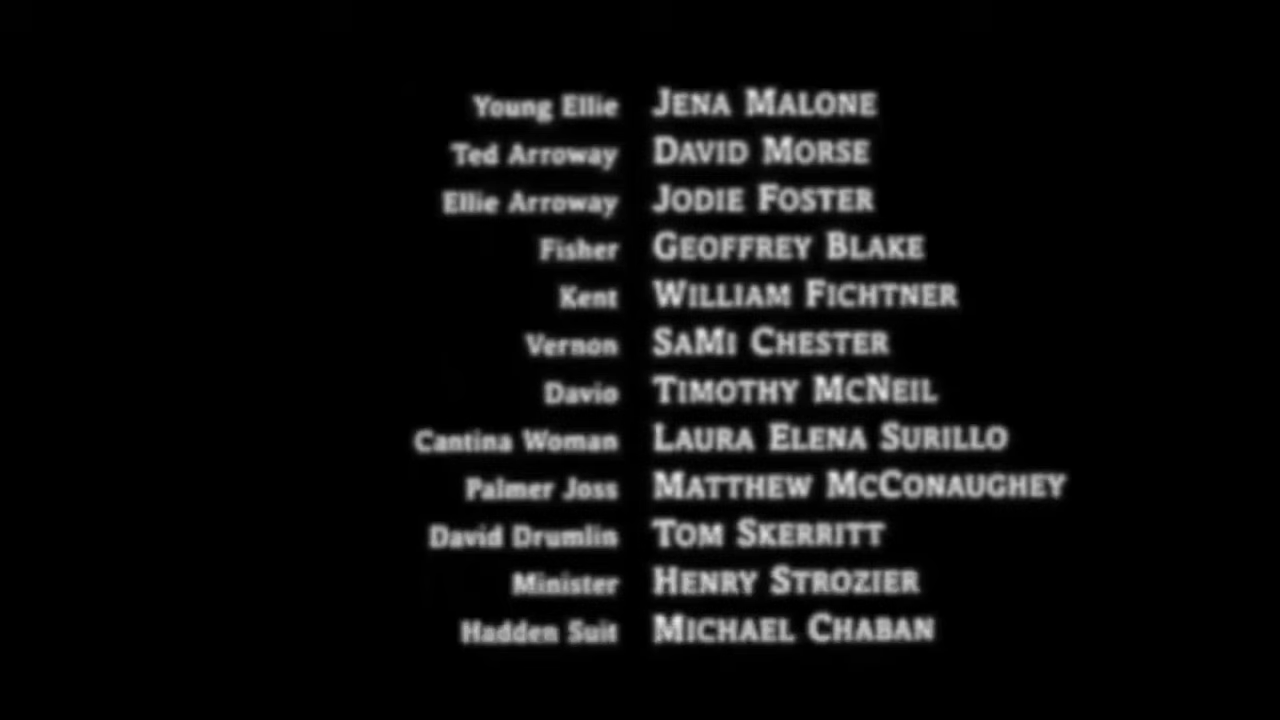 Young Ellie JENA MALONE
Ted Arroway DAVID MORSE
Ellie Arroway JODIE FOSTER
Fisher GEOFFREY BLAKE
Kent WILLIAM FICHTNER
Vernon SAMI CHESTER
Davio TIMOTHY MCNEIL
Cantina Woman LAURA ELENA SURILLO
Palmer Joss MATTHEW MCCONAUGHEY
David Drumlin TOM SKERRITT
Minister HENRY STROZIER
Hadden Suit MICHAEL CHABAN